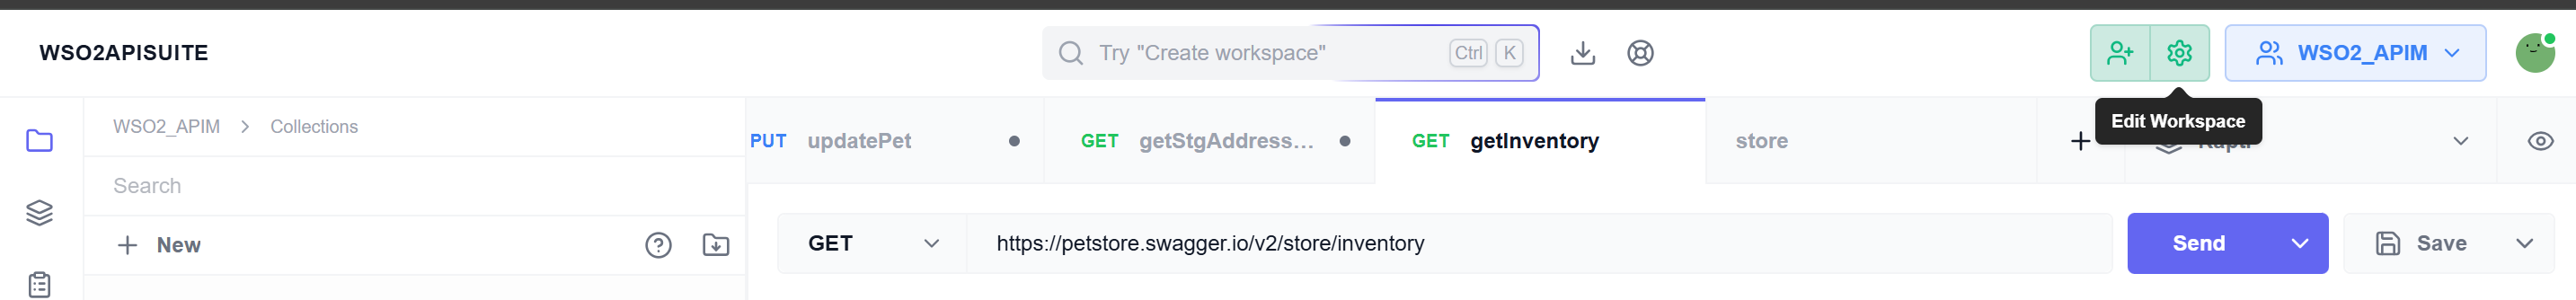 WSO2APISUITE
Try "Create workspace" Ctrl K
WSO2_APIM
Edit Workspace
WSO2_APIM > Collections
PUT updatePet
GET getStgAddress...
GET getInventory
store
Search
New
GET https://petstore.swagger.io/v2/store/inventory
Send
Save